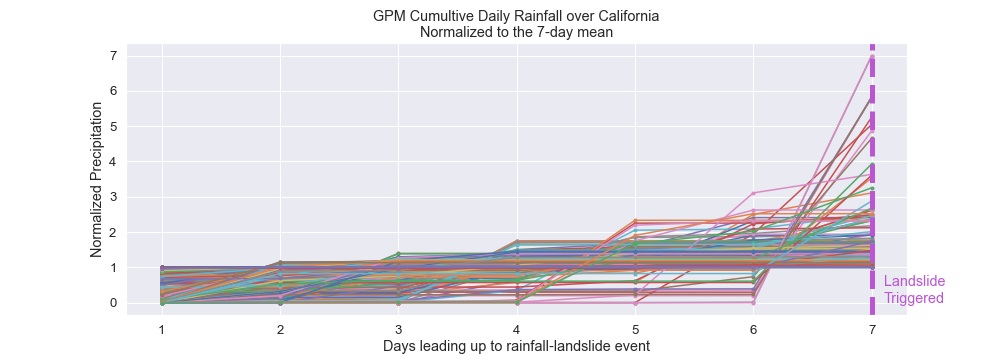 GPM Cumultive Daily Rainfall over California
Normalized to the 7-day mean
Normalized Precipitation
7
6
5
4
3
2
1
0
Landslide
Triggered
1 2 3 4 5 6 7
Days leading up to rainfall-landslide event